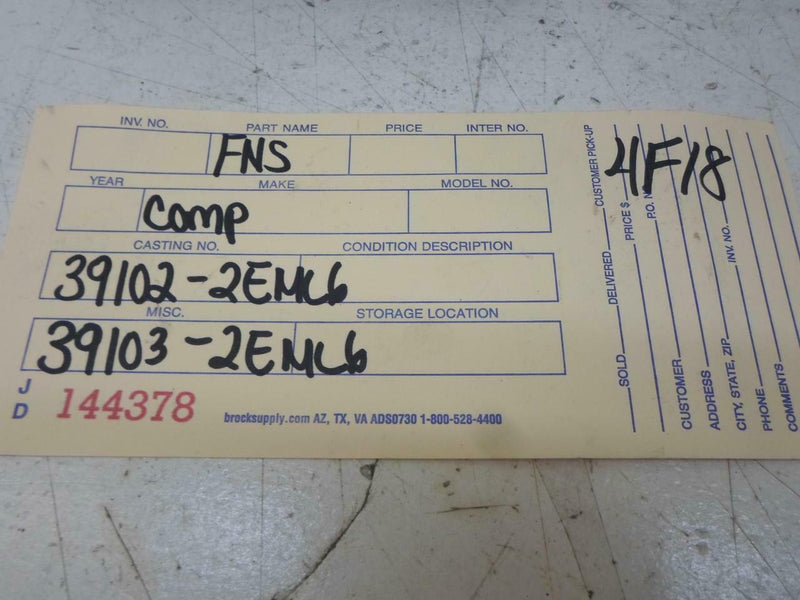 INV. NO. PART NAME PRICE INTER NO.
FNS
YEAR MAKE MODEL NO.
Comp
CASTING NO. CONDITION DESCRIPTION
39102-2EML6
MISC. STORAGE LOCATION
39103-2EML6
J D 144378
brocksupply.com AZ, TX, VA ADS0730 1-800-528-4400
4F18
SOLD DELIVERED CUSTOMER PICK-UP
PRICE $
P.O.
CUSTOMER
ADDRESS
CITY, STATE, ZIP INV. NO.
PHONE
COMMENTS